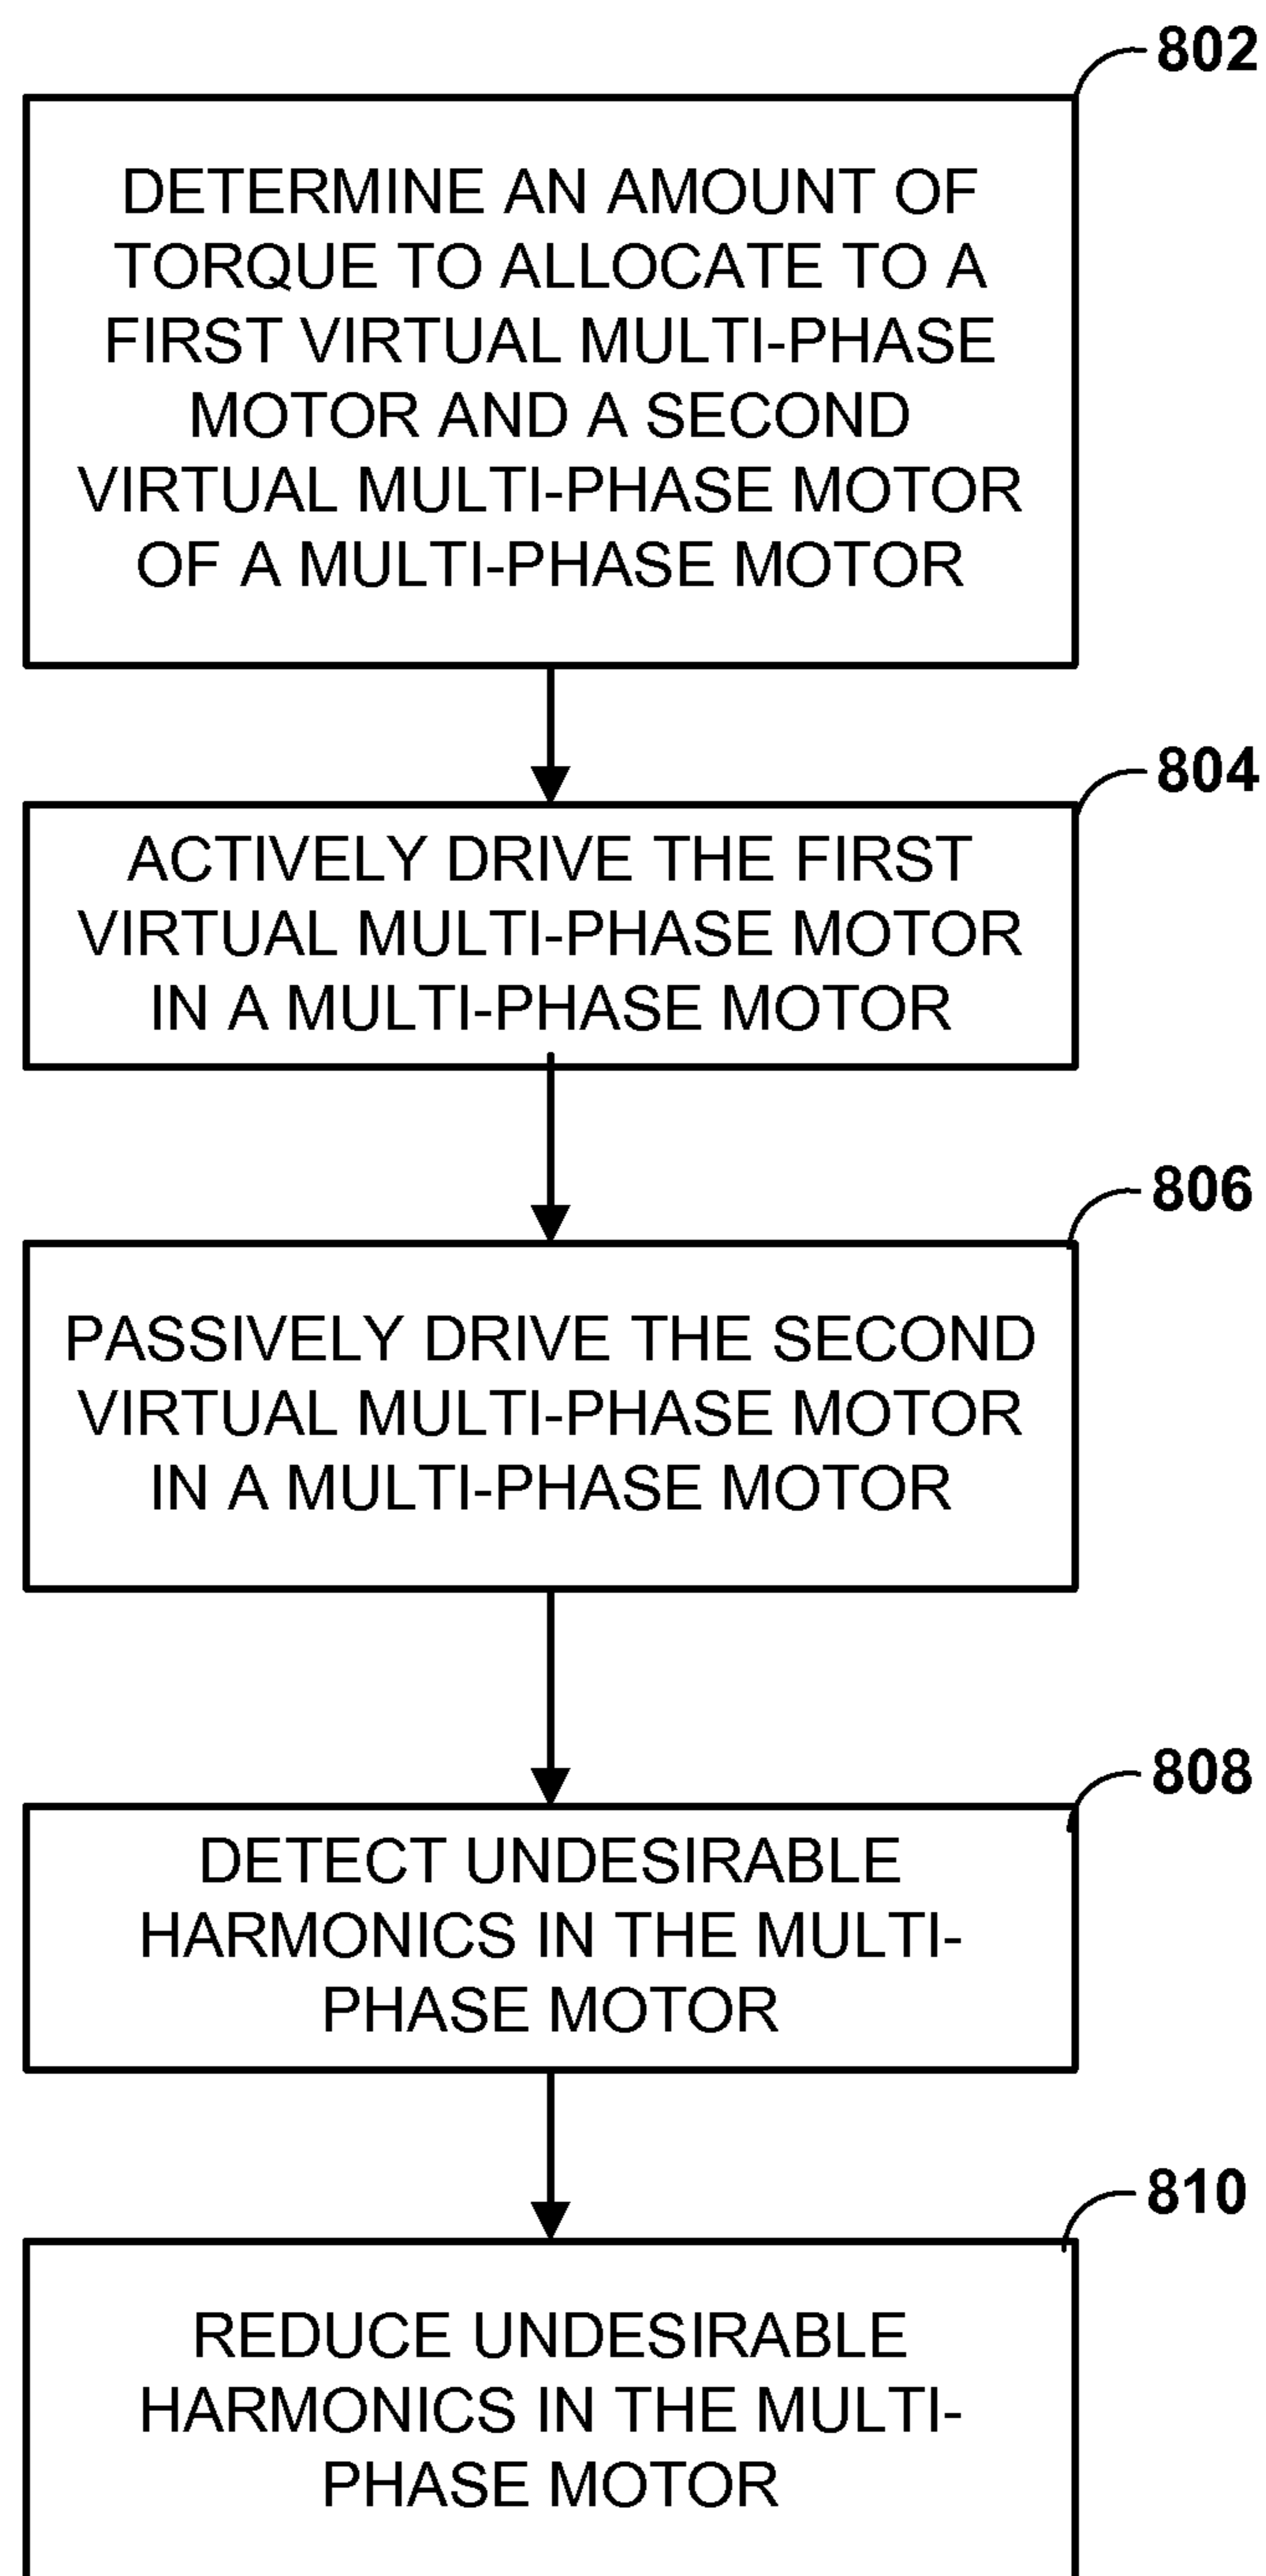 802
DETERMINE AN AMOUNT OF
TORQUE TO ALLOCATE TO A
FIRST VIRTUAL MULTI-PHASE
MOTOR AND A SECOND
VIRTUAL MULTI-PHASE MOTOR
OF A MULTI-PHASE MOTOR
804
ACTIVELY DRIVE THE FIRST
VIRTUAL MULTI-PHASE MOTOR
IN A MULTI-PHASE MOTOR
806
PASSIVELY DRIVE THE SECOND
VIRTUAL MULTI-PHASE MOTOR
IN A MULTI-PHASE MOTOR
808
DETECT UNDESIRABLE
HARMONICS IN THE MULTI-
PHASE MOTOR
810
REDUCE UNDESIRABLE
HARMONICS IN THE MULTI-
PHASE MOTOR